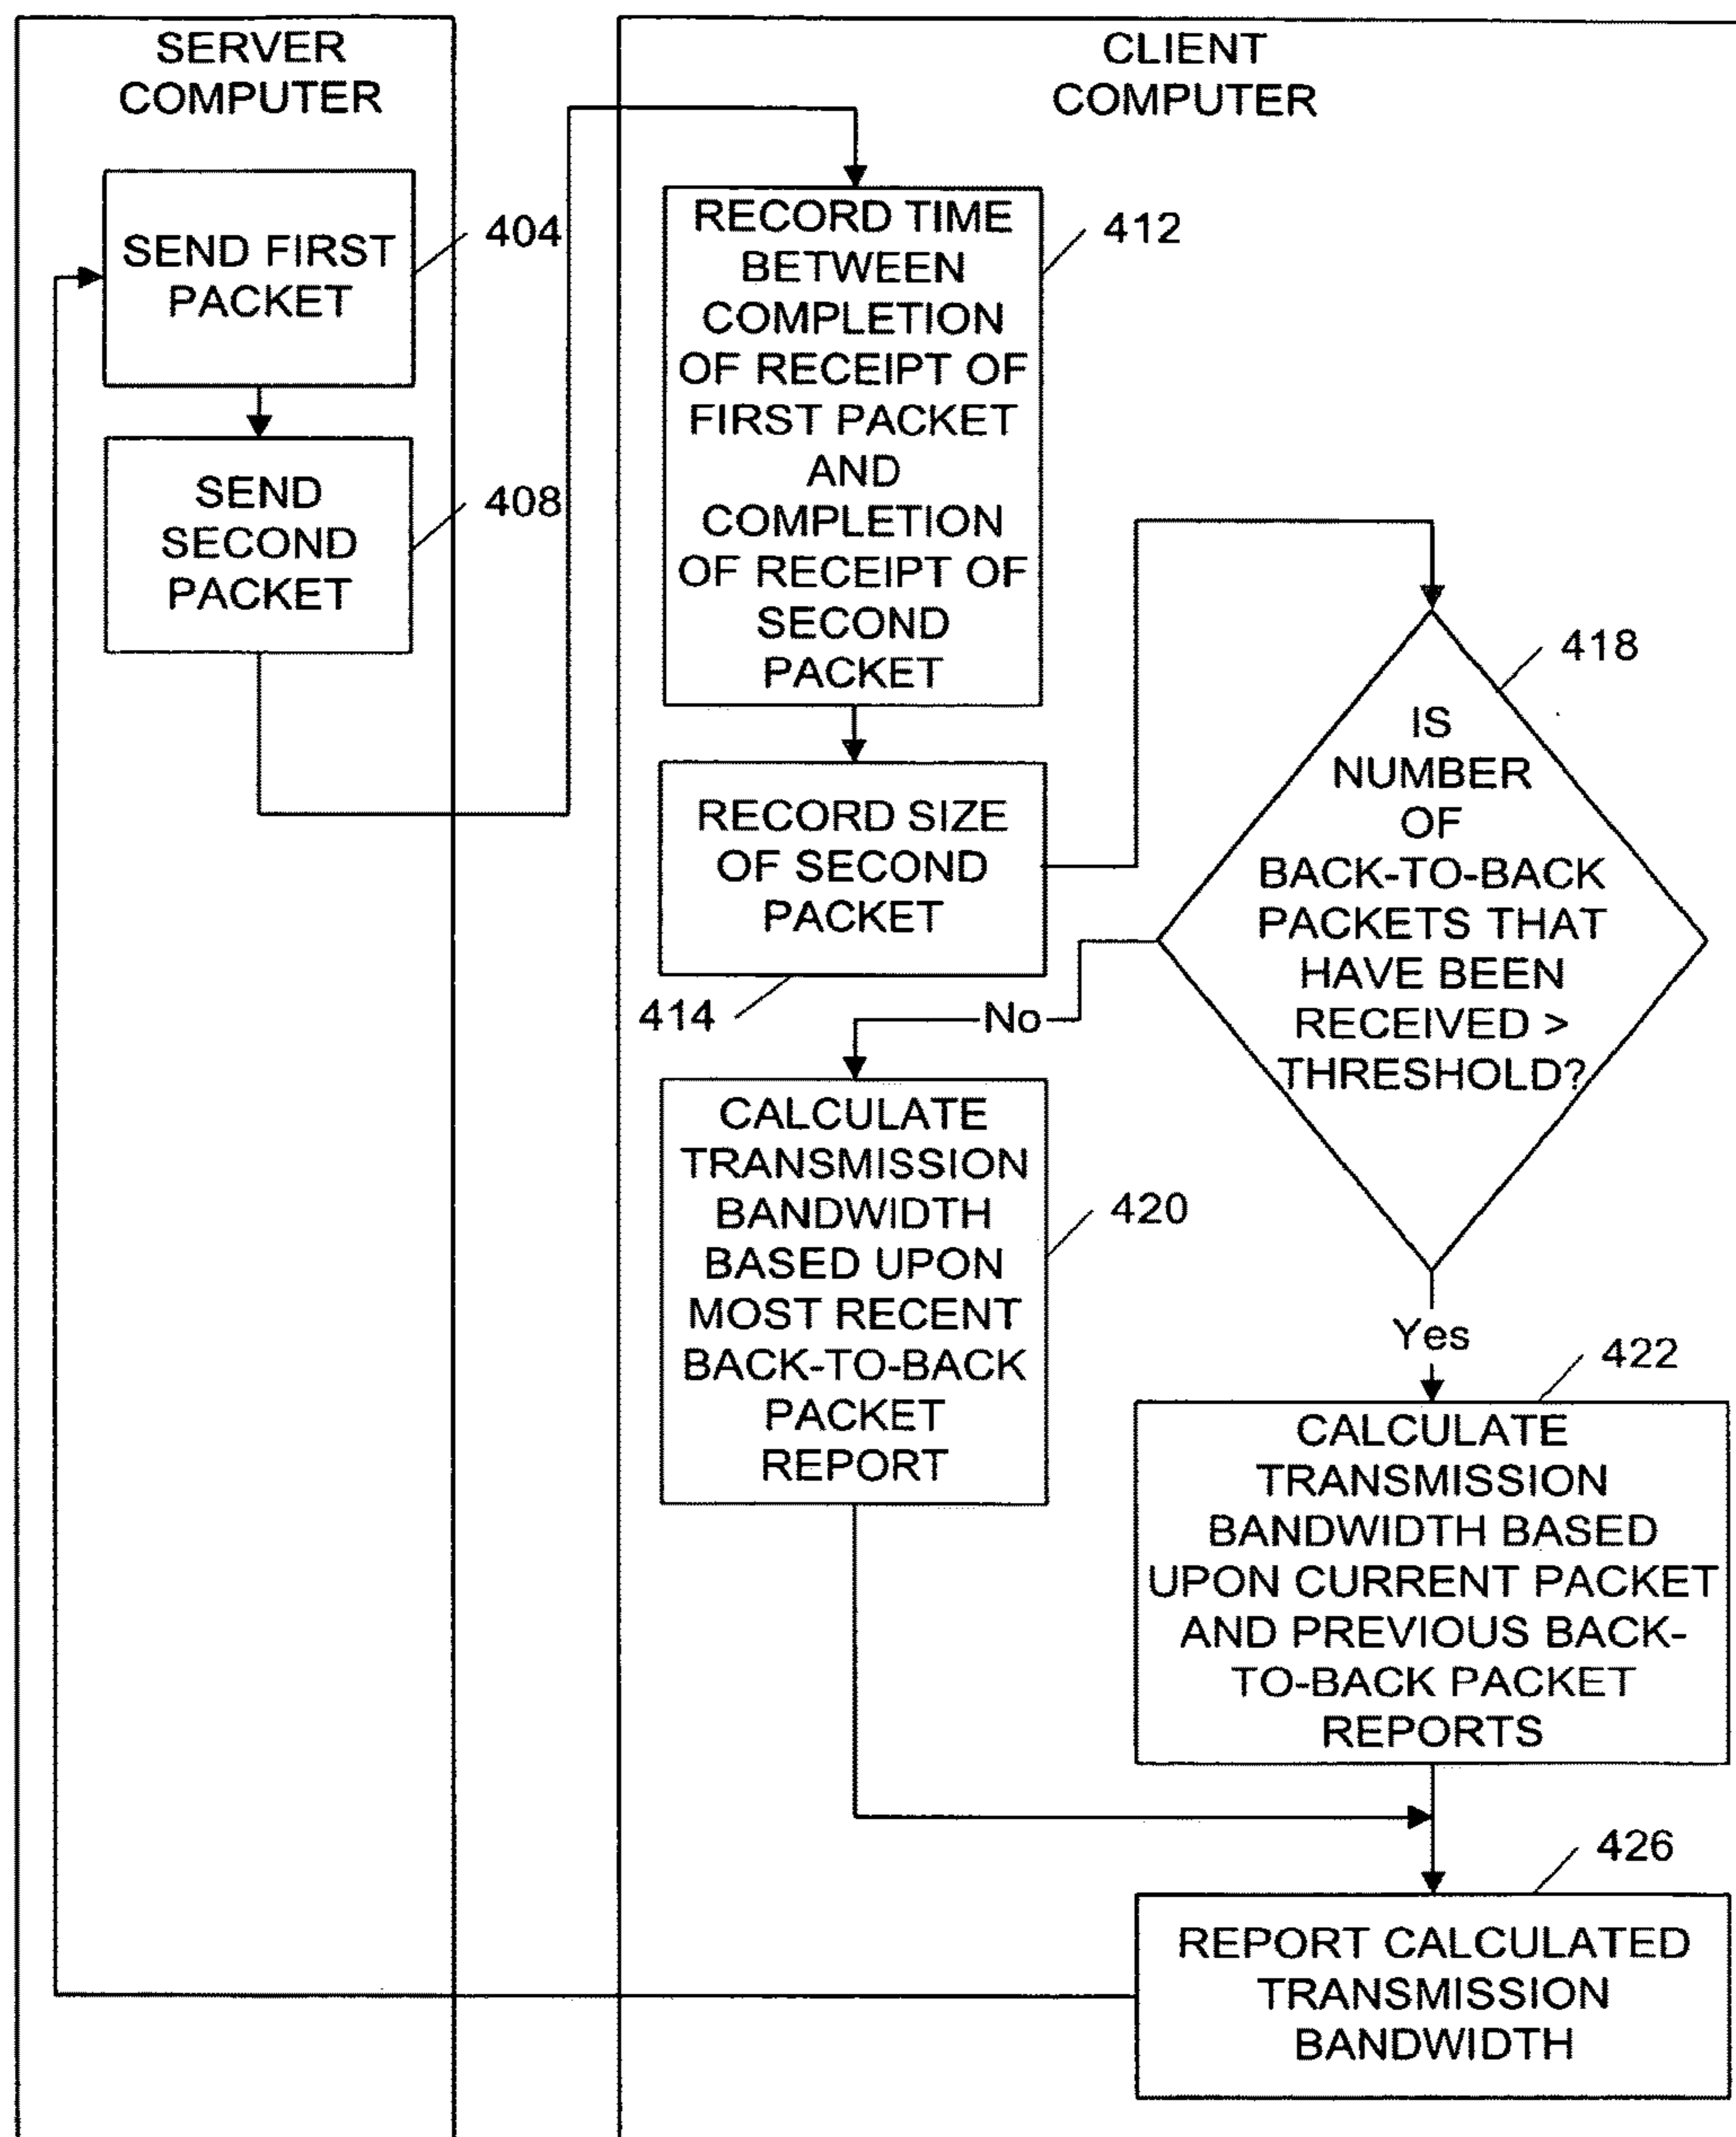 SERVER
COMPUTER
SEND FIRST
PACKET
404
SEND
SECOND
PACKET
408
CLIENT
COMPUTER
RECORD TIME
BETWEEN
COMPLETION
OF RECEIPT OF
FIRST PACKET
AND
COMPLETION
OF RECEIPT OF
SECOND
PACKET
412
RECORD SIZE
OF SECOND
PACKET
414
IS
NUMBER
OF
BACK-TO-BACK
PACKETS THAT
HAVE BEEN
RECEIVED >
THRESHOLD?
418
No
CALCULATE
TRANSMISSION
BANDWIDTH
BASED UPON
MOST RECENT
BACK-TO-BACK
PACKET
REPORT
420
Yes
CALCULATE
TRANSMISSION
BANDWIDTH BASED
UPON CURRENT PACKET
AND PREVIOUS BACK-
TO-BACK PACKET
REPORTS
422
REPORT CALCULATED
TRANSMISSION
BANDWIDTH
426